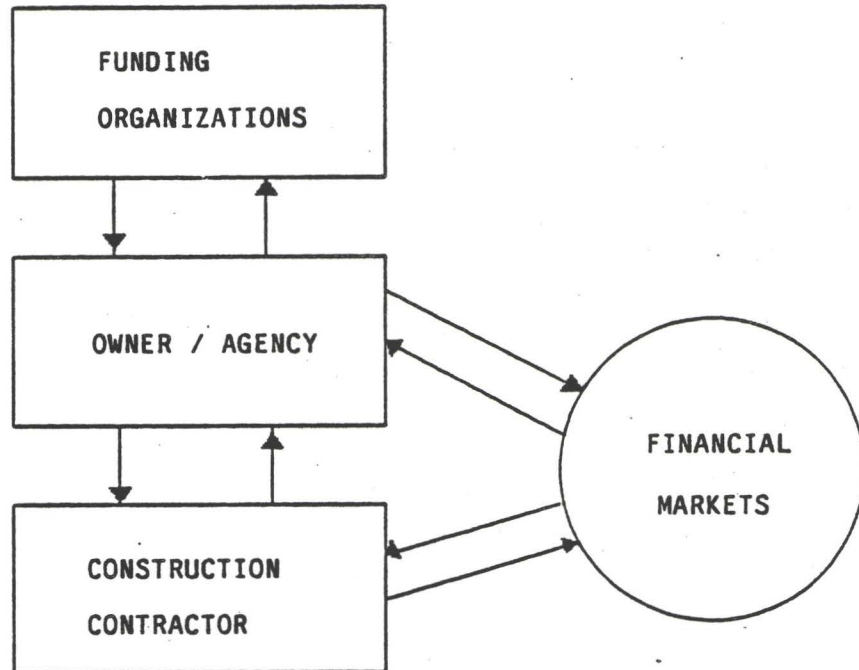 FUNDING
ORGANIZATIONS
OWNER / AGENCY
FINANCIAL
MARKETS
CONSTRUCTION
CONTRACTOR